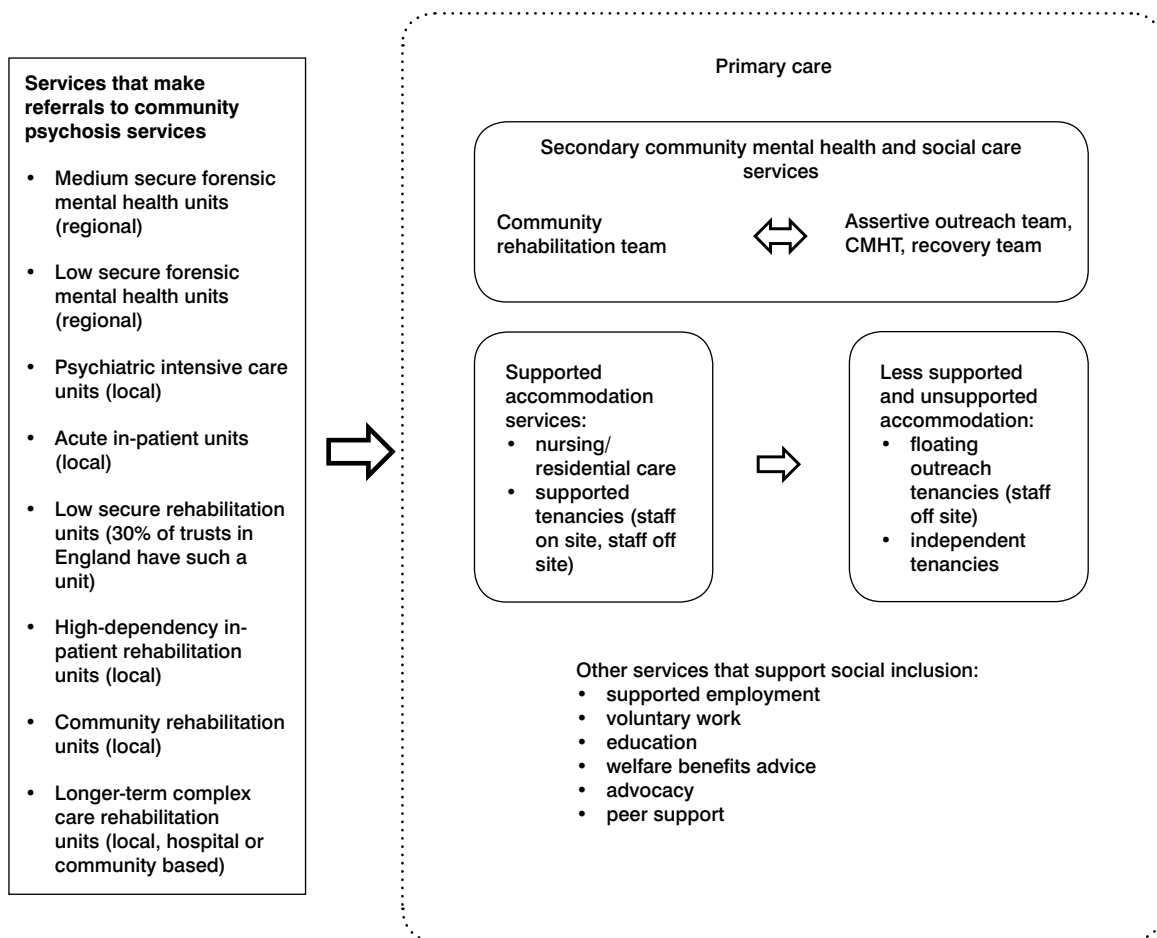 Services that make
referrals to community
psychosis services
• Medium secure forensic
mental health units
(regional)
• Low secure forensic
mental health units
(regional)
• Psychiatric intensive care
units (local)
• Acute in-patient units
(local)
• Low secure rehabilitation
units (30% of trusts in
England have such a
unit)
• High-dependency in-
patient rehabilitation
units (local)
• Community rehabilitation
units (local)
• Longer-term complex
care rehabilitation
units (local, hospital or
community based)
Primary care
Secondary community mental health and social care
services
Community
rehabilitation team
Assertive outreach team,
CMHT, recovery team
Supported
accommodation
services:
• nursing/
residential care
• supported
tenancies (staff
on site, staff off
site)
Less supported
and unsupported
accommodation:
• floating
outreach
tenancies (staff
off site)
• independent
tenancies
Other services that support social inclusion:
• supported employment
• voluntary work
• education
• welfare benefits advice
• advocacy
• peer support